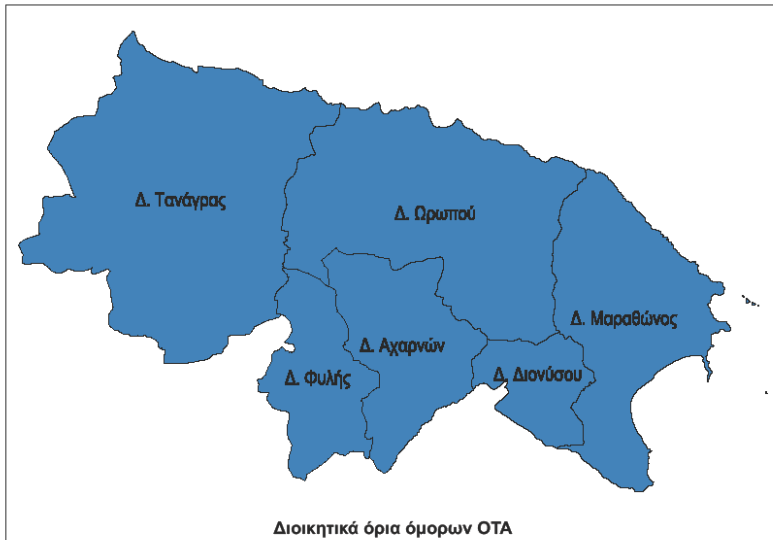 Δ. Τανάγρας
Δ. Ωρωπού
Δ. Μαραθώνος
Δ. Αχαρνών
Δ. Φυλής
Δ. Διονύσου
Διοικητικά όρια όμορων ΟΤΑ